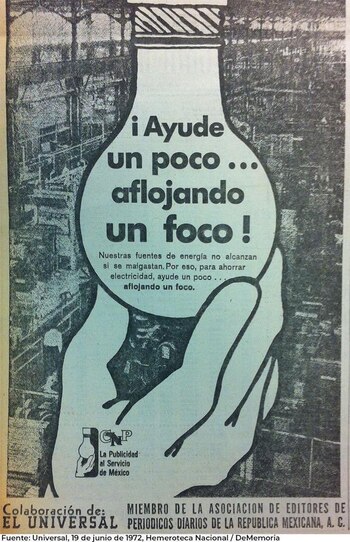 ¡Ayude
un poco...
aflojando
un foco!
Nuestras fuentes de energía no alcanzan
si se malgastan. Por eso, para ahorrar
electricidad, ayude un poco...
aflojando un foco.
CNP
La Publicidad
al Servicio
de México
Colaboración de:
EL UNIVERSAL
MIEMBRO DE LA ASOCIACION DE EDITORES DE
PERIODICOS DIARIOS DE LA REPUBLICA MEXICANA, A. C.
Fuente: Universal, 19 de junio de 1972, Hemeroteca Nacional / DeMemoria